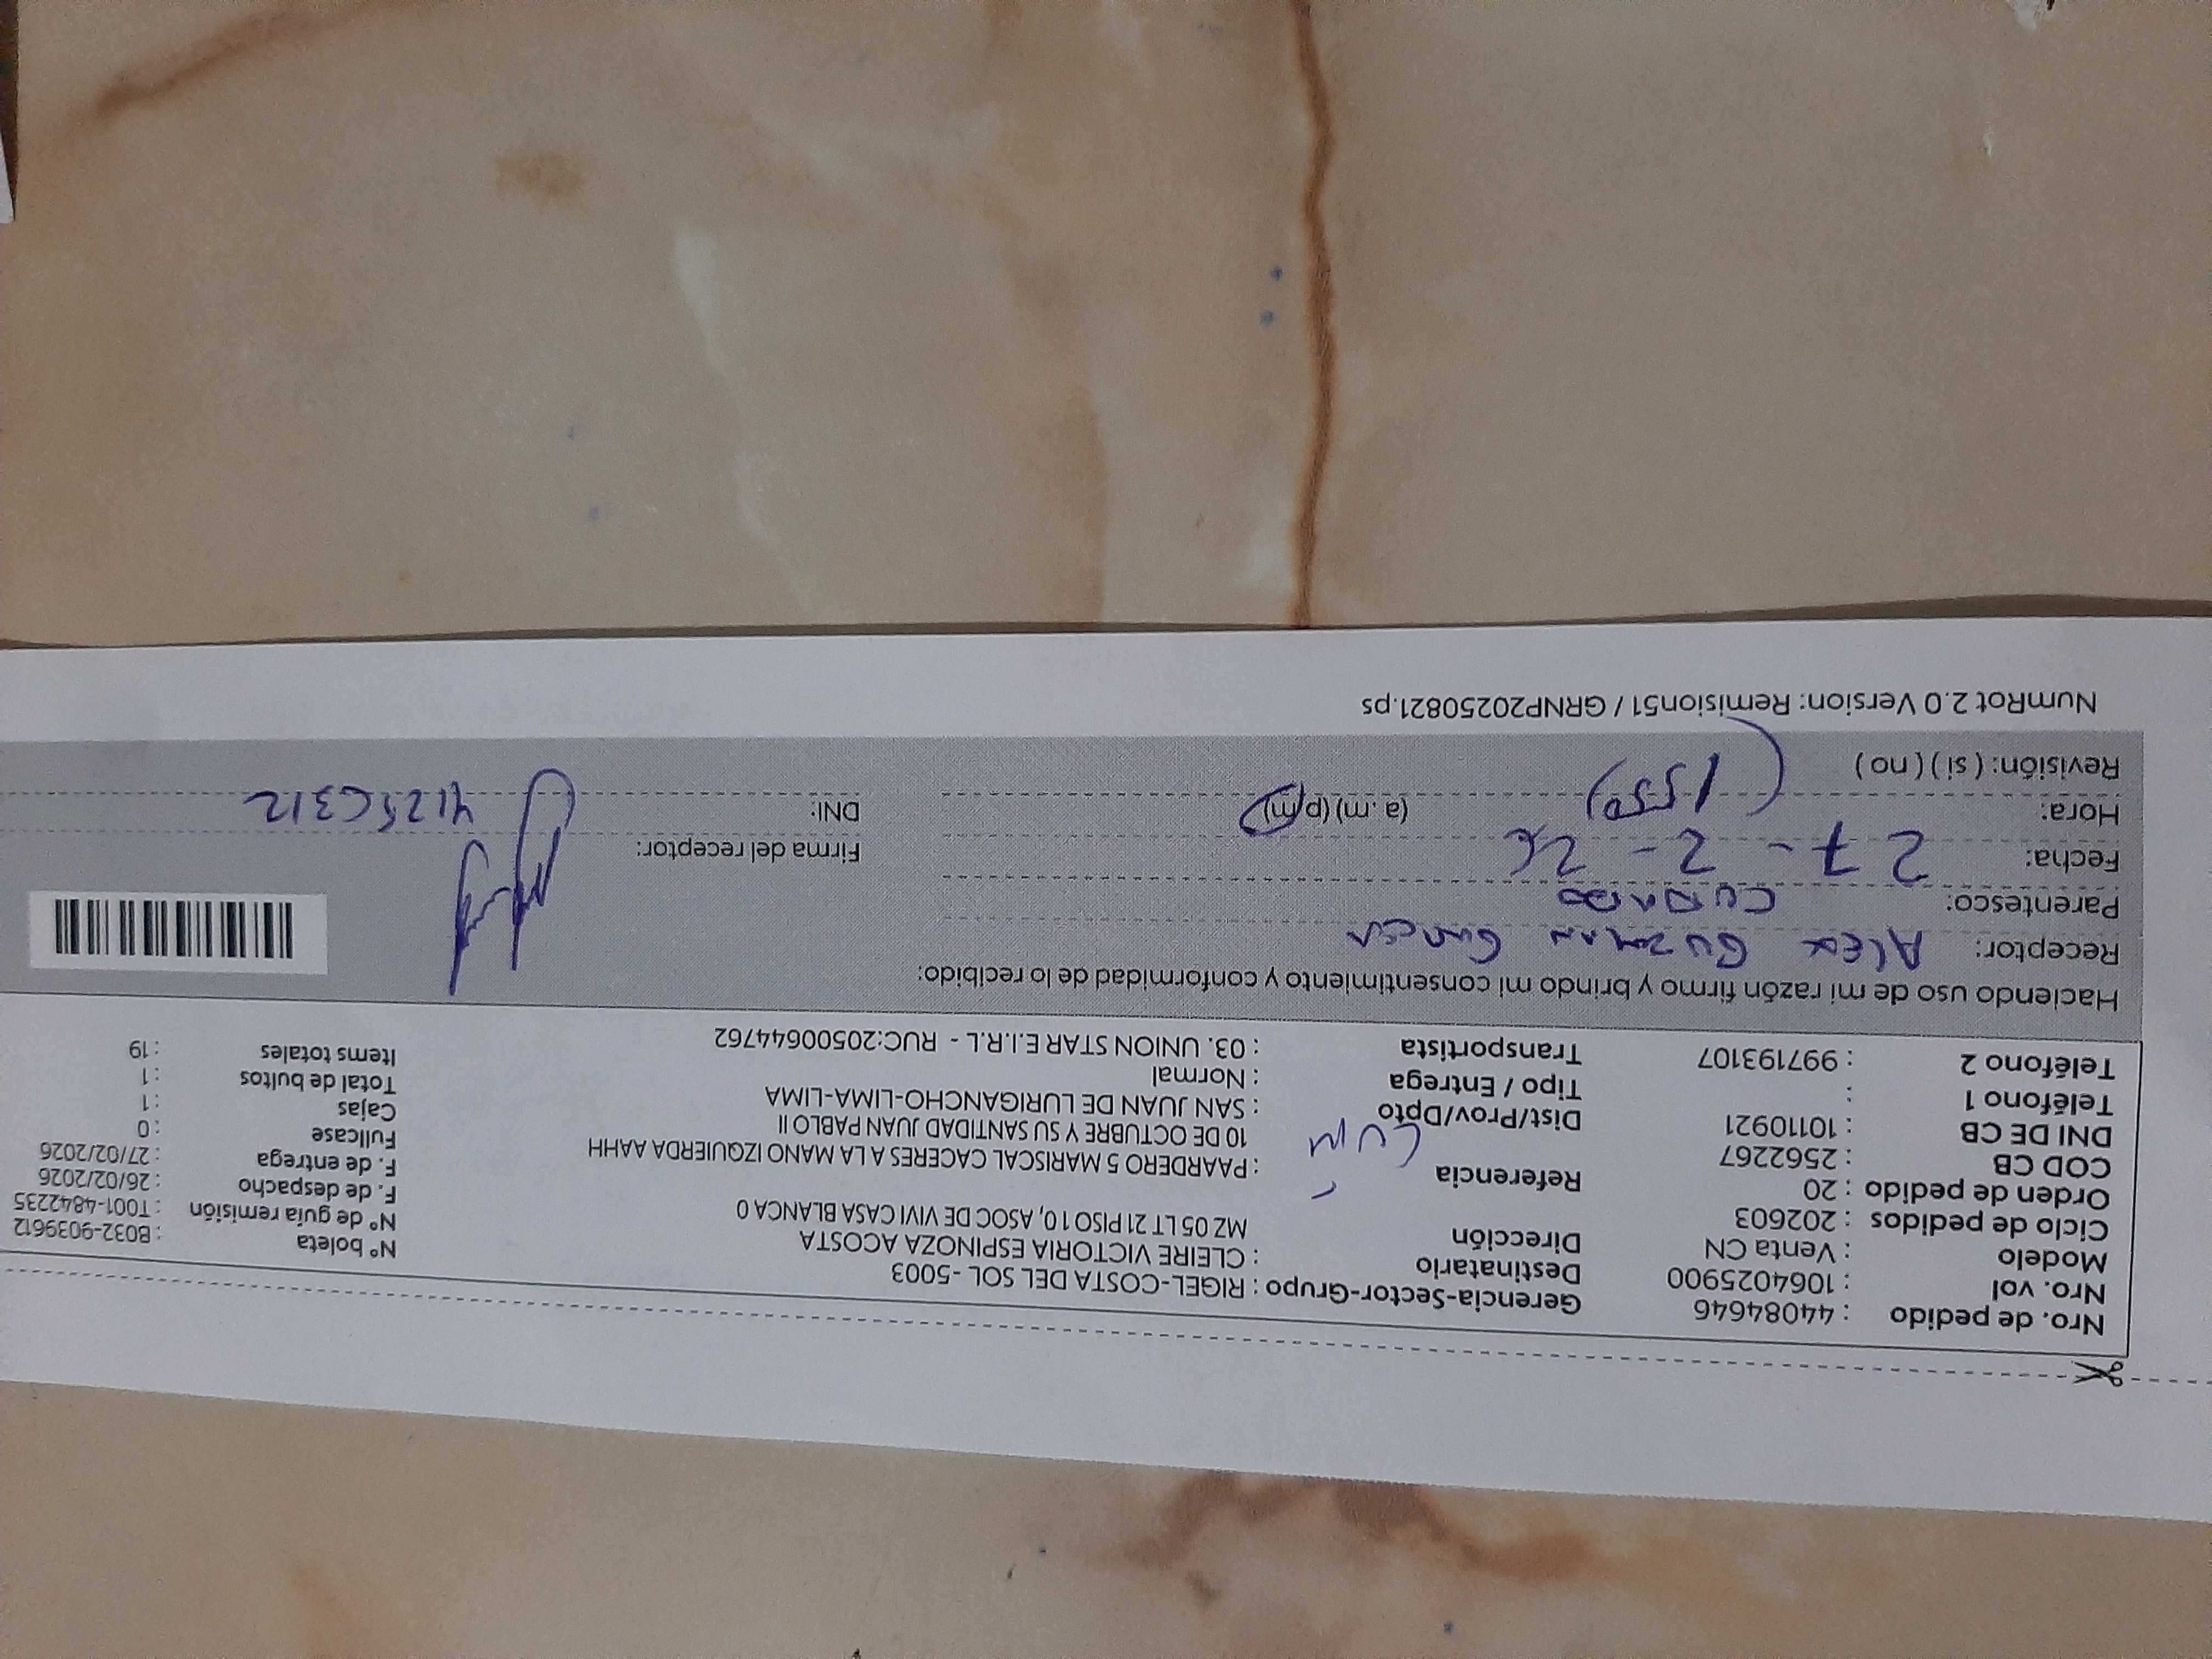 Nro. de pedido : 44084646
Nro. vol : 1064025900
Modelo : Venta CN
Ciclo de pedidos : 202603
Orden de pedido : 20
COD CB : 2562267
DNI DE CB : 10110921
Teléfono 1 :
Teléfono 2 : 997193107
Gerencia-Sector-Grupo : RIGEL-COSTA DEL SOL -5003
Destinatario : CLEIRE VICTORIA ESPINOZA ACOSTA
Dirección MZ 05 LT 21 PISO 1 0, ASOC DE VIVI CASA BLANCA 0
Referencia : PAARDERO 5 MARISCAL CACERES A LA MANO IZQUIERDA AAHH
10 DE OCTUBRE Y SU SANTIDAD JUAN PABLO II
Dist/Prov/Dpto : SAN JUAN DE LURIGANCHO-LIMA-LIMA
Tipo / Entrega : Normal
Transportista : 03. UNION STAR E.I.R.L - RUC:20500644762
N° boleta : B032-9039612
N° de guía remisión : T001-4842235
F. de despacho : 26/02/2026
F. de entrega : 27/02/2026
Fullcase : 0
Cajas : 1
Total de bultos : 1
Items totales : 19
Haciendo uso de mi razón firmo y brindo mi consentimiento y conformidad de lo recibido:
Receptor: ALEX GUZMAN
Parentesco: CUÑADO
Fecha: 27-2-26
Hora: (1550) (a. m) (p.m)
Revisión: ( si ) ( no )
Firma del receptor:
DNI:
NumRot 2.0 Version: Remision51 / GRNP20250821.ps